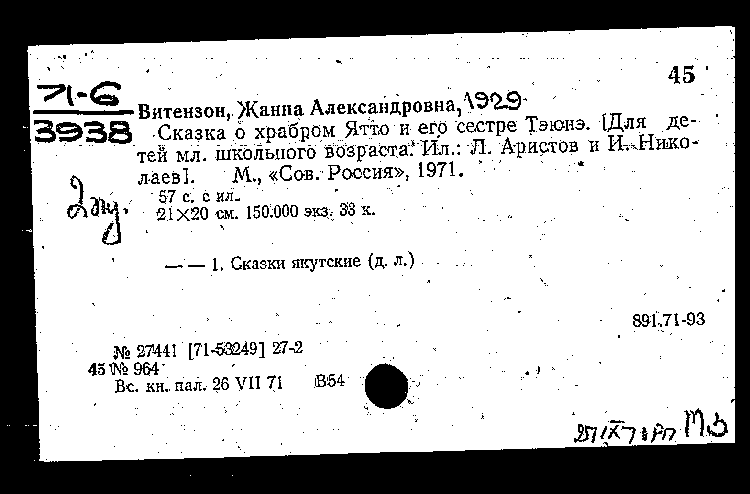 45
71-6
3938
Витензон, Жанна Александровна, 1929-
Сказка о храбром Ятто и его сестре Тэюнэ. [Для де-
тей мл. школьного возраста. Ил.: Л. Аристов и И. Нико-
лаев]. М., «Сов. Россия», 1971.
57 с. с ил.
21×20 см. 150.000 экз. 33 к.
— — 1. Сказки якутские (д. л.)
891.71-93
№ 27441 [71-53249] 27-2
45 № 964
Вс. кн. пал. 26 VII 71 В54